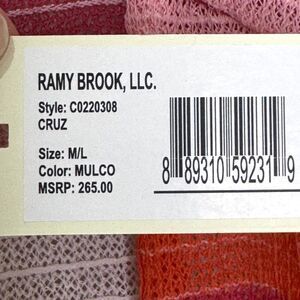 RAMY BROOK, LLC.
Style: C0220308
CRUZ
Size: M/L
Color: MULCO
MSRP: 265.00
8 89310 59231 9